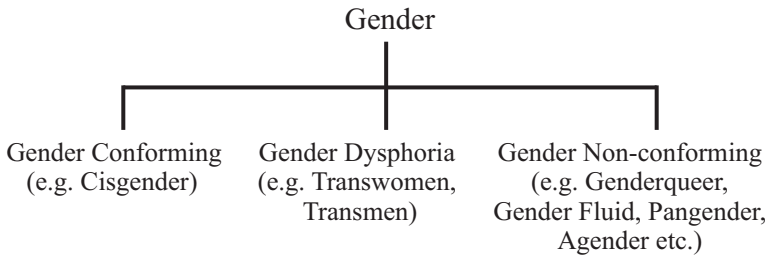 Gender
Gender Conforming
(e.g. Cisgender)
Gender Dysphoria
(e.g. Transwomen,
Transmen)
Gender Non-conforming
(e.g. Genderqueer,
Gender Fluid, Pangender,
Agender etc.)